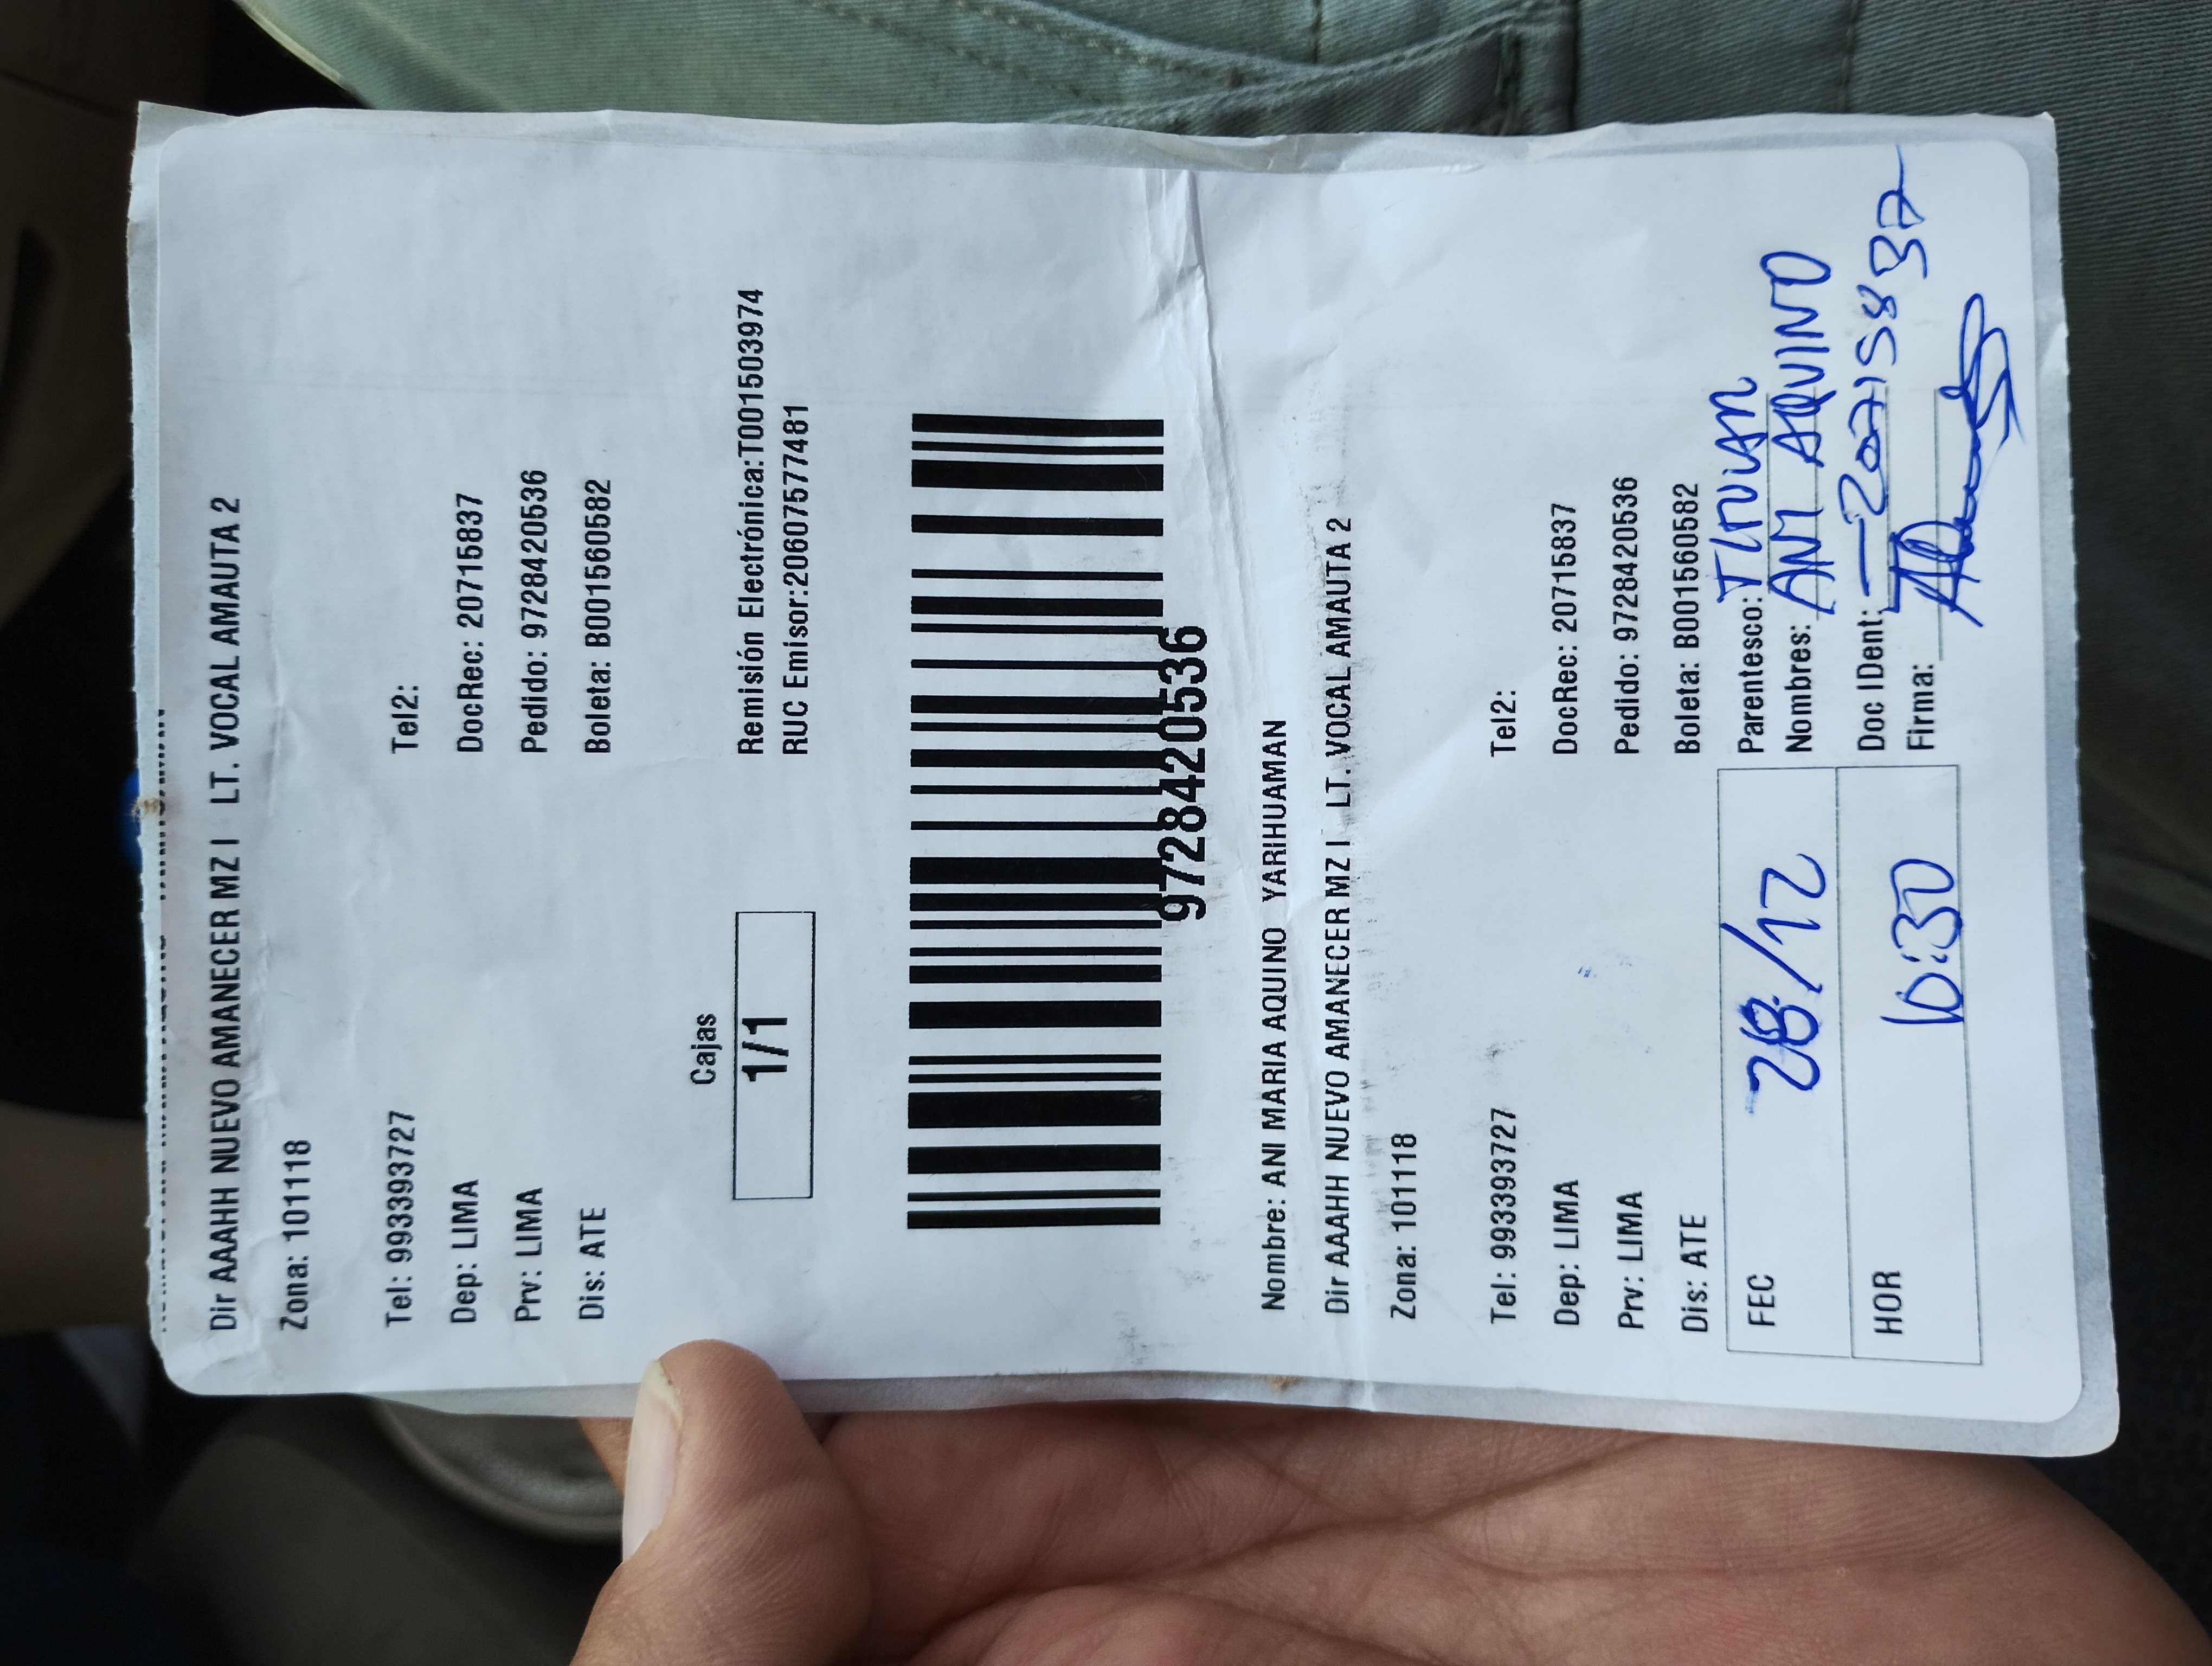 Dir AAAHH NUEVO AMANECER MZ I LT. VOCAL AMAUTA 2
Zona: 101118
Tel: 993393727 Tel2:
Dep: LIMA DocRec: 20715837
Prv: LIMA Pedido: 972842053​6
Dis: ATE Boleta: B001560582
Cajas
1/1
Remisión Electrónica:T001503974
RUC Emisor:20607577481
9728420536
Nombre: ANI MARIA AQUINO YARIHUAMAN
Dir AAAHH NUEVO AMANECER MZ I LT. VOCAL AMAUTA 2
Zona: 101118
Tel: 993393727 Tel2:
Dep: LIMA DocRec: 20715837
Prv: LIMA Pedido: 9728420536
Dis: ATE Boleta: B001560582
FEC 28/12
HOR 10:30
Parentesco:
Nombres: ANI AQUINO
Doc IDent: 20715837
Firma: